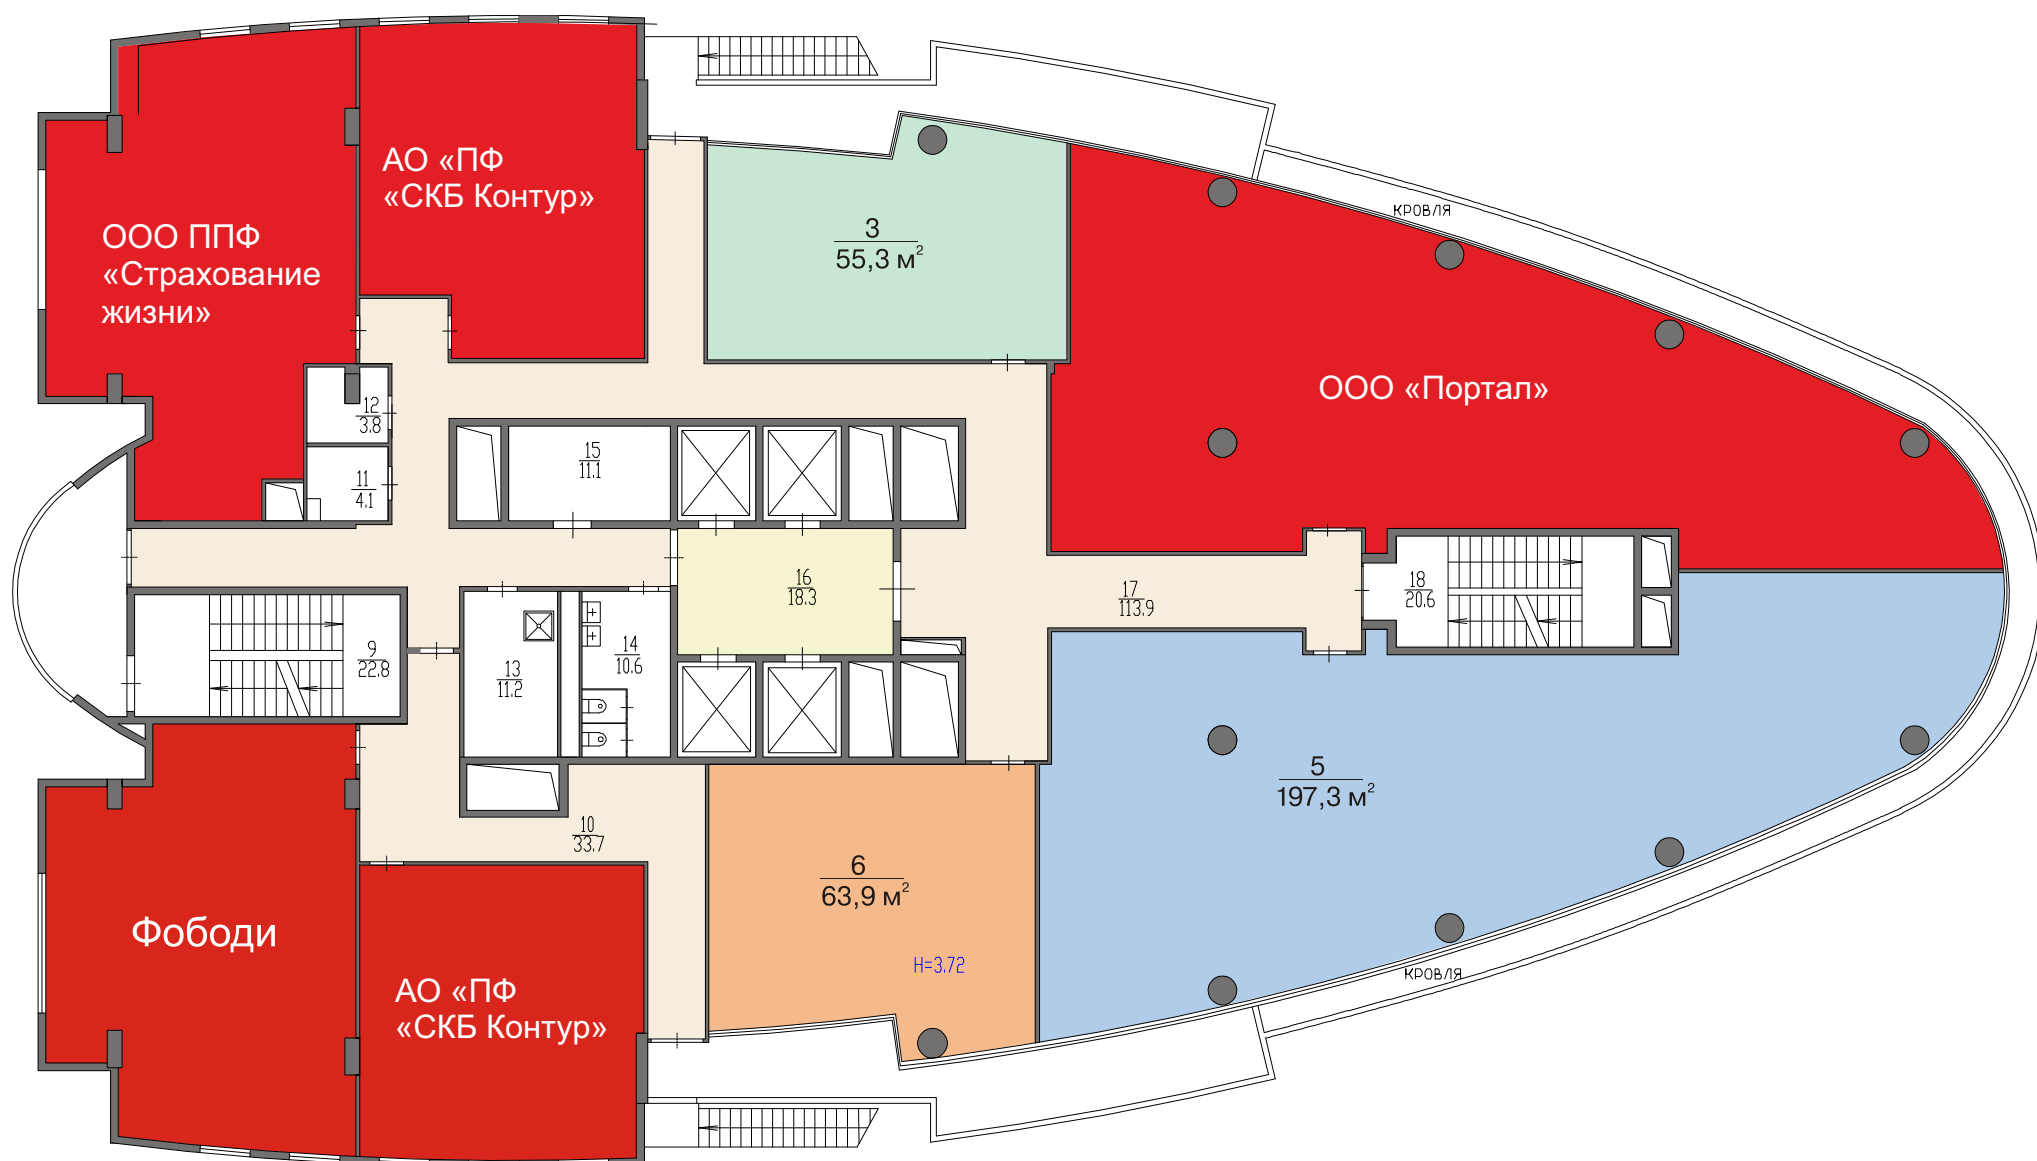 АО «ПФ
«СКБ Контур»
ООО ППФ
«Страхование
жизни»
3
55,3 м²
КРОВЛЯ
ООО «Портал»
12
3.8
11
4.1
15
11.1
16
18.3
17
113.9
18
20.6
9
22.8
13
11.2
14
10.6
5
197,3 м²
10
33.7
6
63,9 м²
Н=3.72
Фободи
АО «ПФ
«СКБ Контур»
КРОВЛЯ